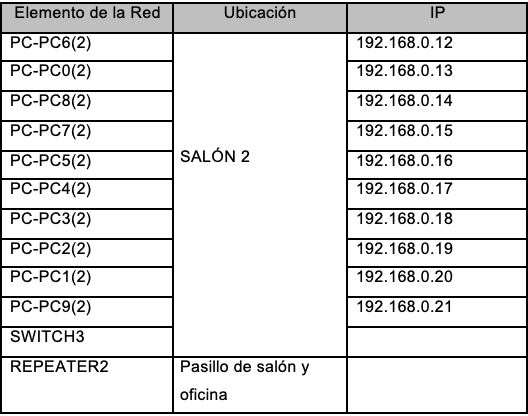 Elemento de la Red Ubicación IP
PC-PC6(2) 192.168.0.12
PC-PC0(2) 192.168.0.13
PC-PC8(2) 192.168.0.14
PC-PC7(2) 192.168.0.15
PC-PC5(2) SALÓN 2 192.168.0.16
PC-PC4(2) 192.168.0.17
PC-PC3(2) 192.168.0.18
PC-PC2(2) 192.168.0.19
PC-PC1(2) 192.168.0.20
PC-PC9(2) 192.168.0.21
SWITCH3
REPEATER2 Pasillo de salón y
oficina